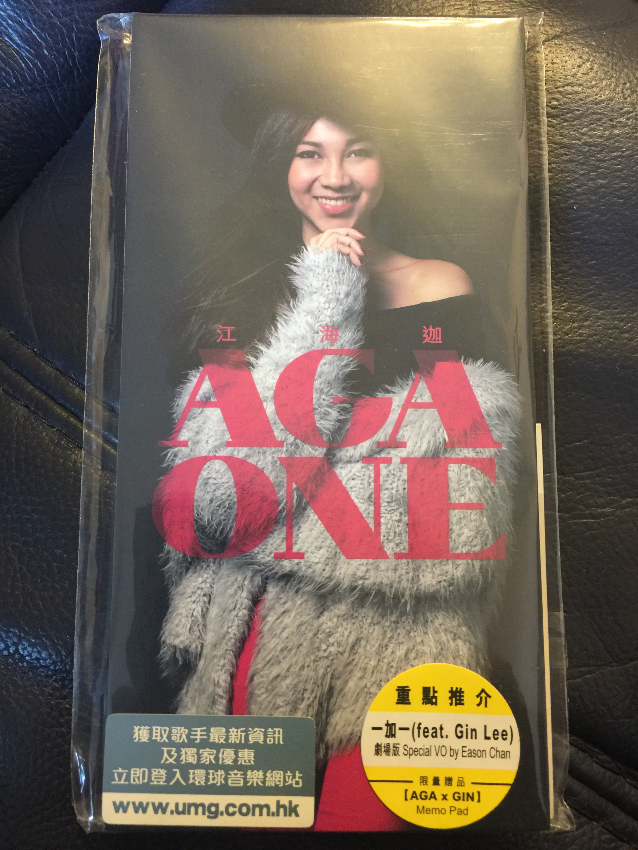 江海迦
AGA
ONE
獲取歌手最新資訊
及獨家優惠
立即登入環球音樂網站
www.umg.com.hk
重點推介
一加一(feat. Gin Lee)
劇場版 Special VO by Eason Chan
限量贈品
【AGA x GIN】
Memo Pad